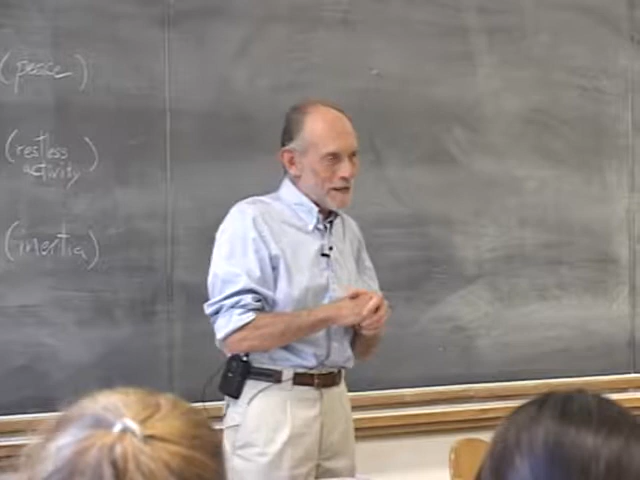 (peace)
(restless
activity)
(inertia)